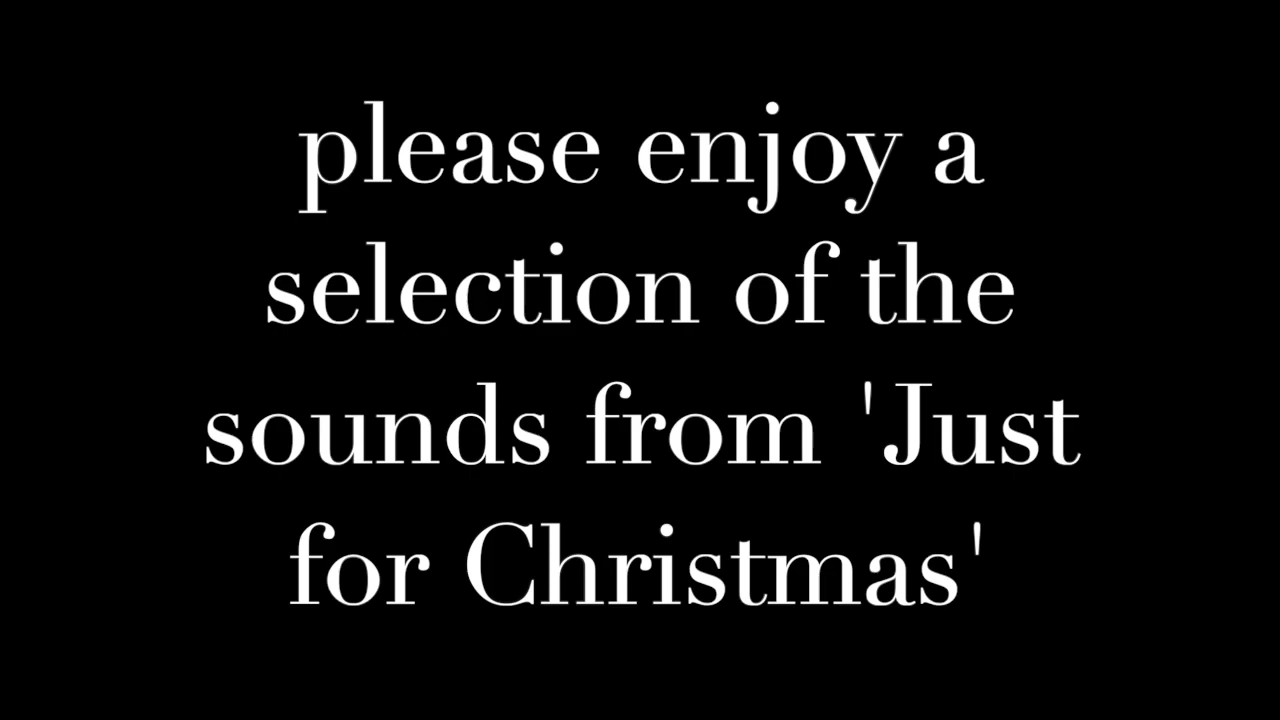 please enjoy a
selection of the
sounds from 'Just
for Christmas'